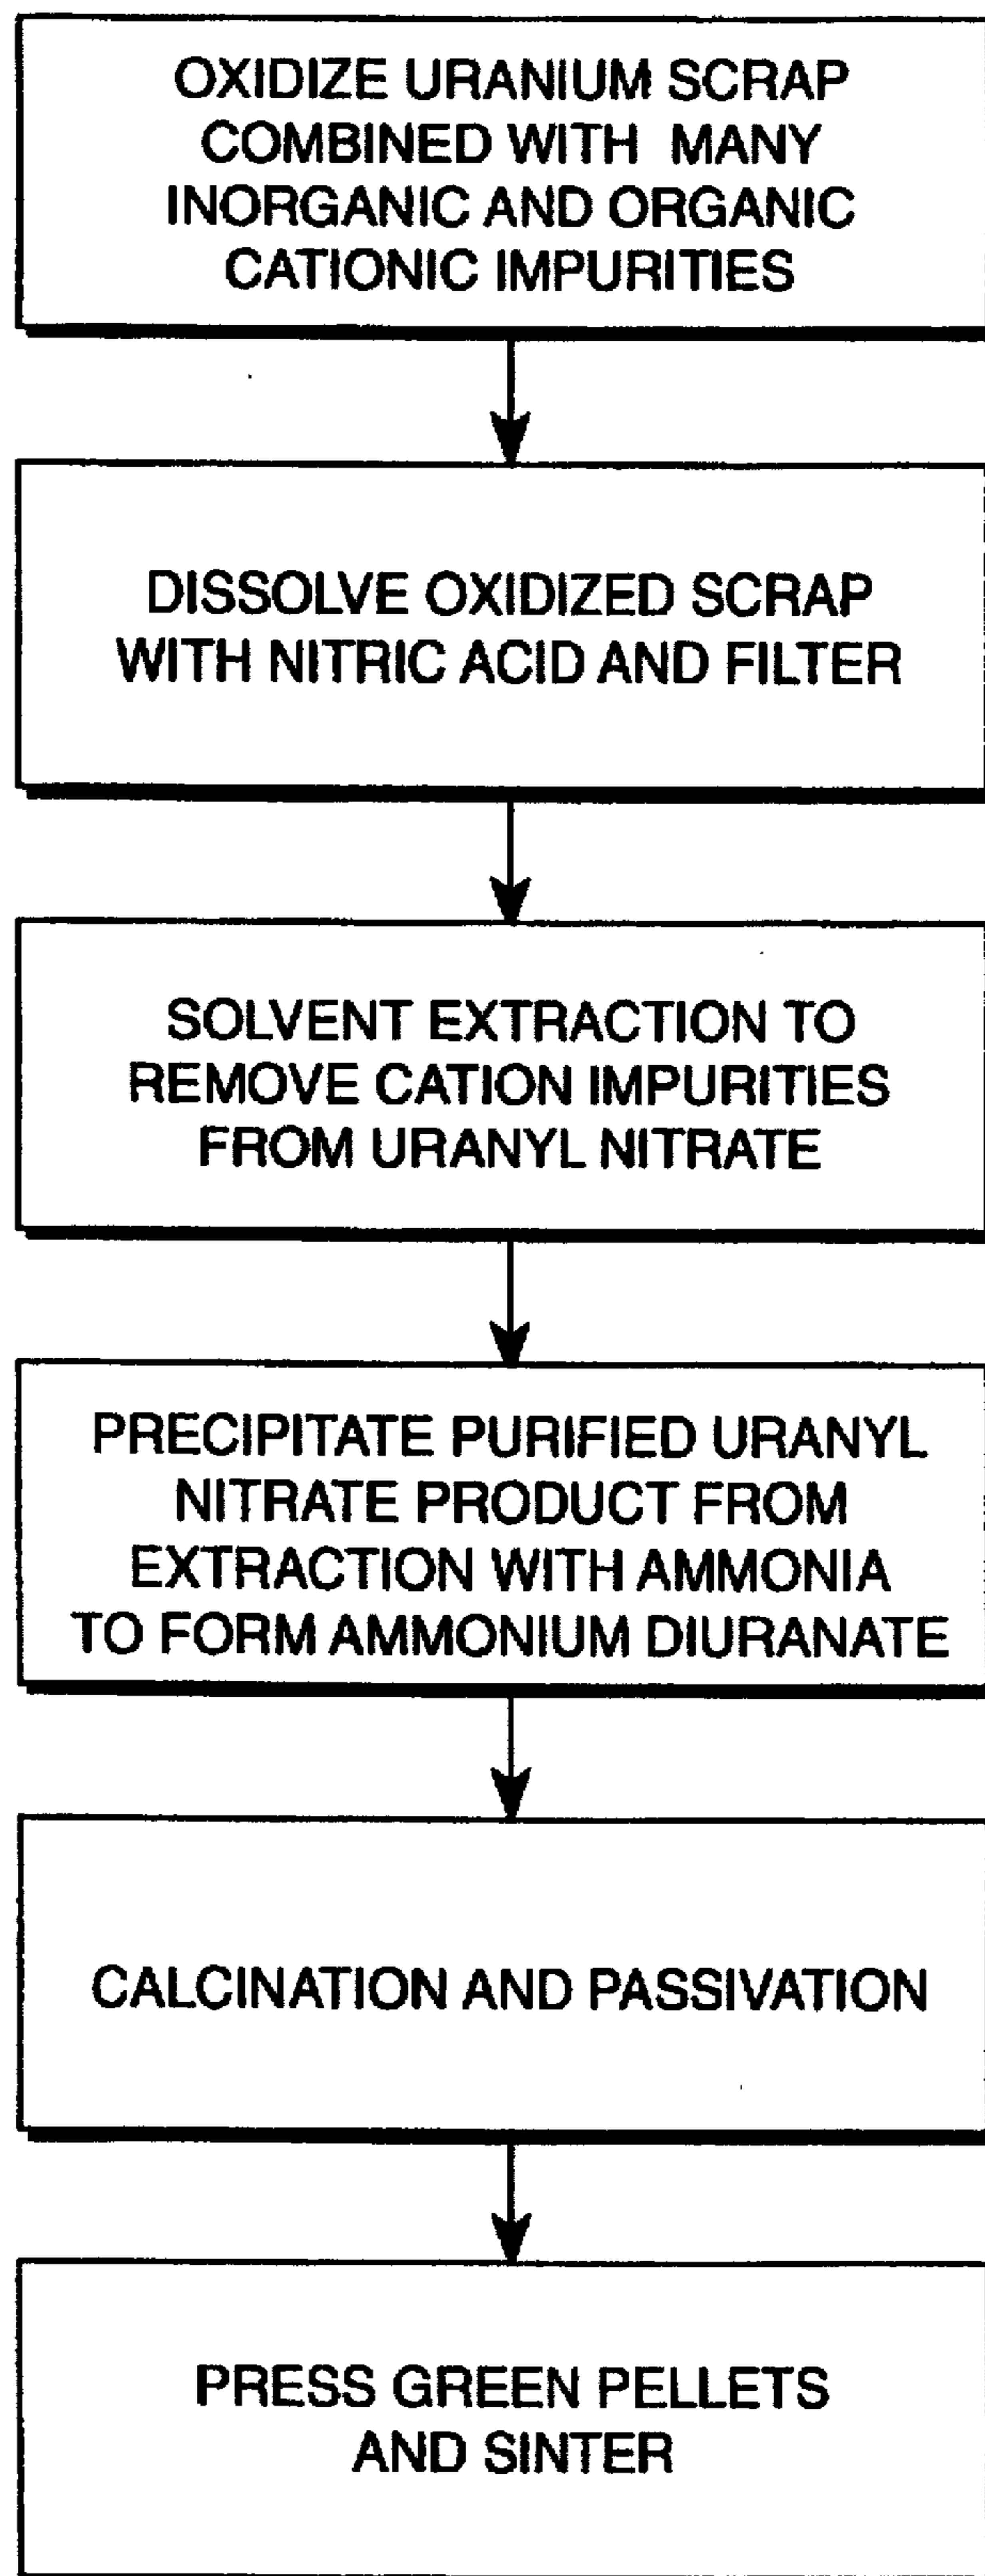 OXIDIZE URANIUM SCRAP
COMBINED WITH MANY
INORGANIC AND ORGANIC
CATIONIC IMPURITIES
DISSOLVE OXIDIZED SCRAP
WITH NITRIC ACID AND FILTER
SOLVENT EXTRACTION TO
REMOVE CATION IMPURITIES
FROM URANYL NITRATE
PRECIPITATE PURIFIED URANYL
NITRATE PRODUCT FROM
EXTRACTION WITH AMMONIA
TO FORM AMMONIUM DIURANATE
CALCINATION AND PASSIVATION
PRESS GREEN PELLETS
AND SINTER